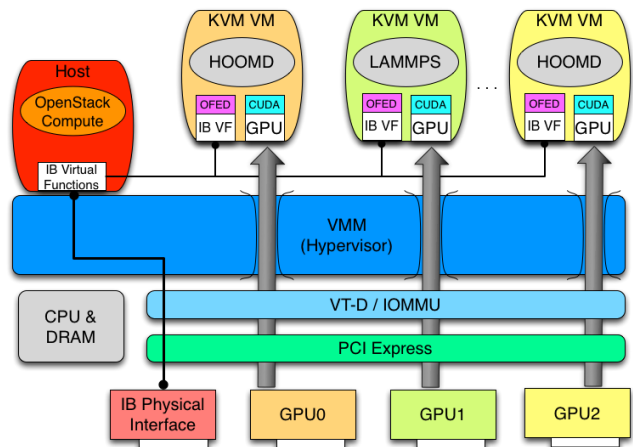 KVM VM
KVM VM
KVM VM
Host
HOOMD
LAMMPS
HOOMD
. . .
OpenStack
Compute
OFED
CUDA
OFED
CUDA
OFED
CUDA
IB VF
GPU
IB VF
GPU
IB VF
GPU
IB Virtual
Functions
VMM
(Hypervisor)
CPU &
DRAM
VT-D / IOMMU
PCI Express
IB Physical
Interface
GPU0
GPU1
GPU2